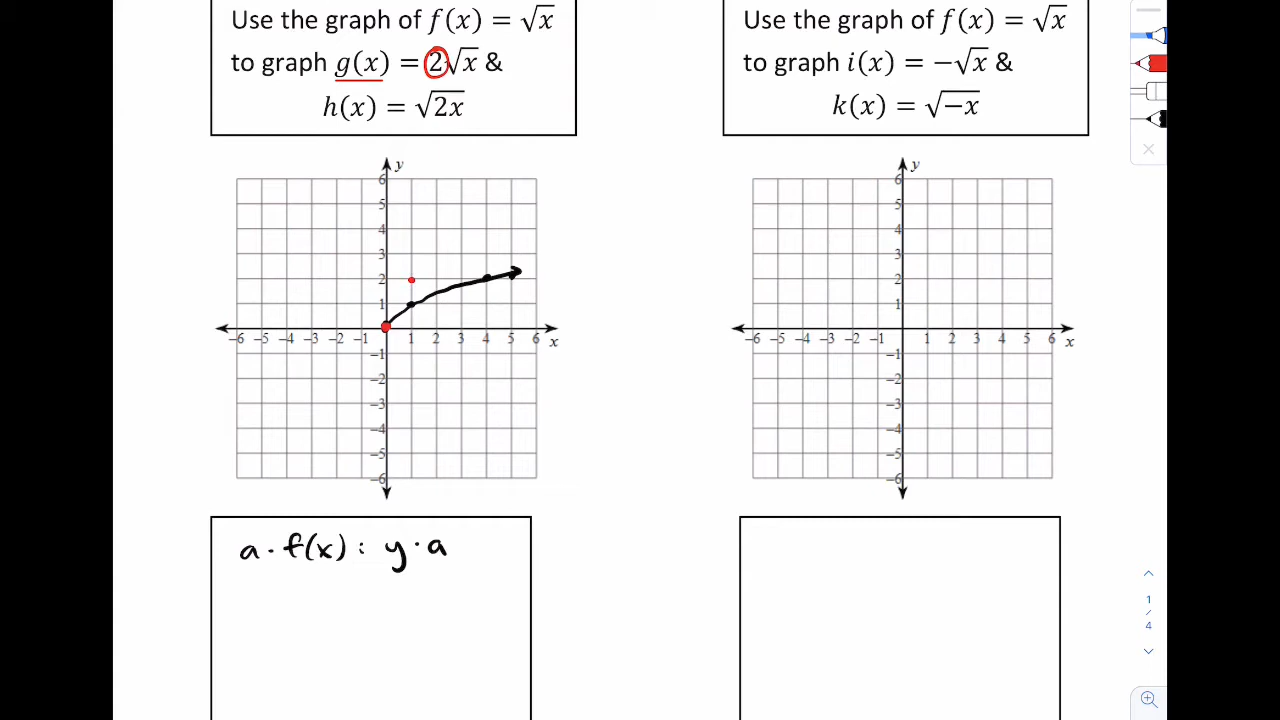 Use the graph of f(x) = √x
to graph g(x) = 2√x &
h(x) = √2x
Use the graph of f(x) = √x
to graph i(x) = −√x &
k(x) = √−x
y
6
5
4
3
2
1
−6 −5 −4 −3 −2 −1 1 2 3 4 5 6 x
−1
−2
−3
−4
−5
−6
y
6
5
4
3
2
1
−6 −5 −4 −3 −2 −1 1 2 3 4 5 6 x
−1
−2
−3
−4
−5
−6
a · f(x) : y · a
1
/
4